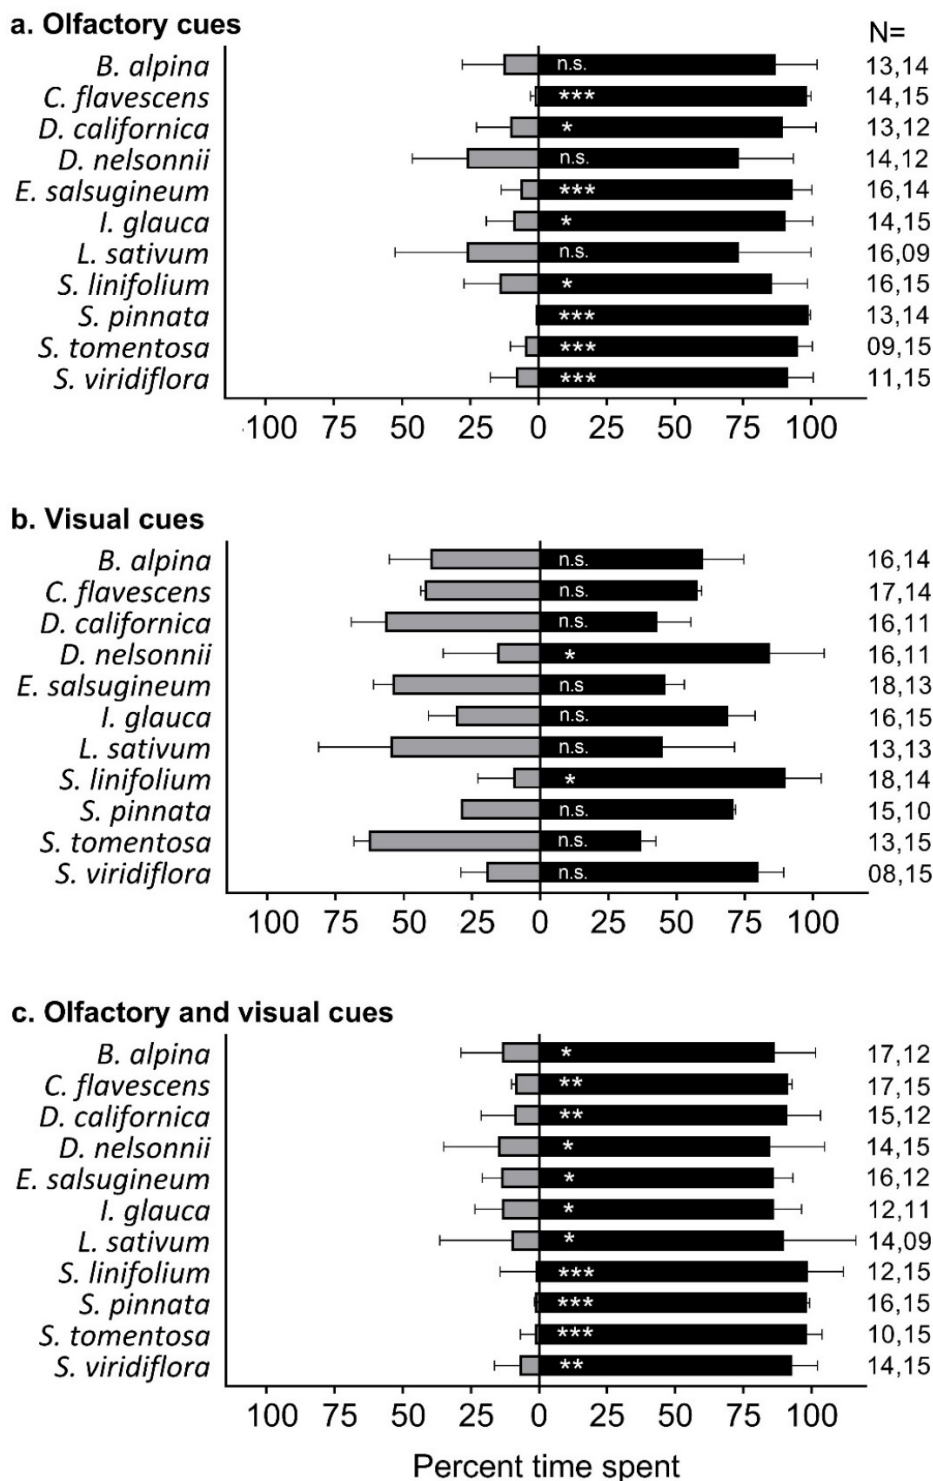 a. Olfactory cues
N=
B. alpina n.s. 13,14
C. flavescens *** 14,15
D. californica * 13,12
D. nelsonnii n.s. 14,12
E. salsugineum *** 16,14
I. glauca * 14,15
L. sativum n.s. 16,09
S. linifolium * 16,15
S. pinnata *** 13,14
S. tomentosa *** 09,15
S. viridiflora *** 11,15
100 75 50 25 0 25 50 75 100
b. Visual cues
B. alpina n.s. 16,14
C. flavescens n.s. 17,14
D. californica n.s. 16,11
D. nelsonnii * 16,11
E. salsugineum n.s 18,13
I. glauca n.s. 16,15
L. sativum n.s. 13,13
S. linifolium * 18,14
S. pinnata n.s. 15,10
S. tomentosa n.s. 13,15
S. viridiflora n.s. 08,15
100 75 50 25 0 25 50 75 100
c. Olfactory and visual cues
B. alpina * 17,12
C. flavescens ** 17,15
D. californica ** 15,12
D. nelsonnii * 14,15
E. salsugineum * 16,12
I. glauca * 12,11
L. sativum * 14,09
S. linifolium *** 12,15
S. pinnata *** 16,15
S. tomentosa *** 10,15
S. viridiflora ** 14,15
100 75 50 25 0 25 50 75 100
Percent time spent